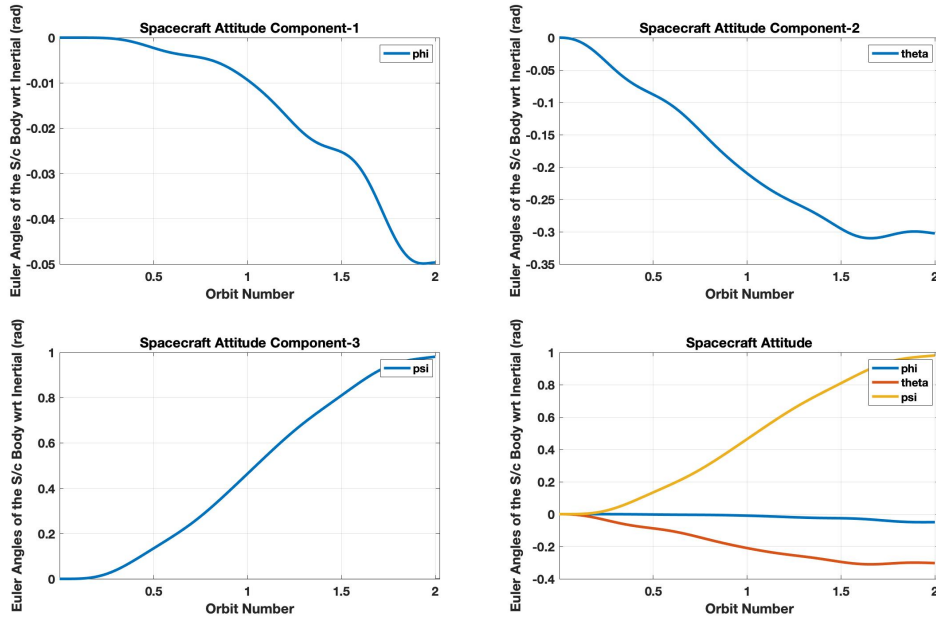 Spacecraft Attitude Component-1
Euler Angles of the S/c Body wrt Inertial (rad)
0
-0.01
-0.02
-0.03
-0.04
-0.05
phi
0.5
1
1.5
2
Orbit Number
Spacecraft Attitude Component-2
Euler Angles of the S/c Body wrt Inertial (rad)
0
-0.05
-0.1
-0.15
-0.2
-0.25
-0.3
-0.35
theta
0.5
1
1.5
2
Orbit Number
Spacecraft Attitude Component-3
Euler Angles of the S/c Body wrt Inertial (rad)
1
0.8
0.6
0.4
0.2
0
psi
0.5
1
1.5
2
Orbit Number
Spacecraft Attitude
Euler Angles of the S/c Body wrt Inertial (rad)
1
0.8
0.6
0.4
0.2
0
-0.2
-0.4
phi
theta
psi
0.5
1
1.5
2
Orbit Number